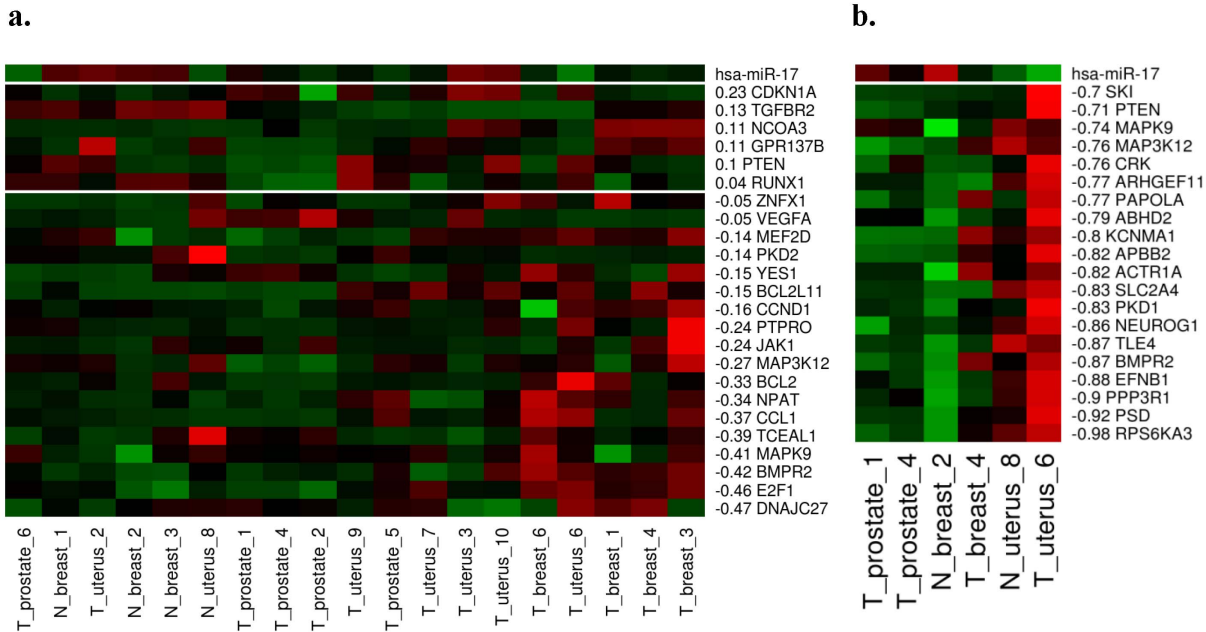 a.
hsa-miR-17
0.23 CDKN1A
0.13 TGFBR2
0.11 NCOA3
0.11 GPR137B
0.1 PTEN
0.04 RUNX1
-0.05 ZNFX1
-0.05 VEGFA
-0.14 MEF2D
-0.14 PKD2
-0.15 YES1
-0.15 BCL2L11
-0.16 CCND1
-0.24 PTPRO
-0.24 JAK1
-0.27 MAP3K12
-0.33 BCL2
-0.34 NPAT
-0.37 CCL1
-0.39 TCEAL1
-0.41 MAPK9
-0.42 BMPR2
-0.46 E2F1
-0.47 DNAJC27
T_prostate_6
N_breast_1
T_uterus_2
N_breast_2
N_breast_3
N_uterus_8
T_prostate_1
T_prostate_4
T_prostate_2
T_uterus_9
T_prostate_5
T_uterus_7
T_uterus_3
T_uterus_10
T_breast_6
T_uterus_6
T_breast_1
T_breast_4
T_breast_3
b.
hsa-miR-17
-0.7 SKI
-0.71 PTEN
-0.74 MAPK9
-0.76 MAP3K12
-0.76 CRK
-0.77 ARHGEF11
-0.77 PAPOLA
-0.79 ABHD2
-0.8 KCNMA1
-0.82 APBB2
-0.82 ACTR1A
-0.83 SLC2A4
-0.83 PKD1
-0.86 NEUROG1
-0.87 TLE4
-0.87 BMPR2
-0.88 EFNB1
-0.9 PPP3R1
-0.92 PSD
-0.98 RPS6KA3
T_prostate_1
T_prostate_4
N_breast_2
T_breast_4
N_uterus_8
T_uterus_6